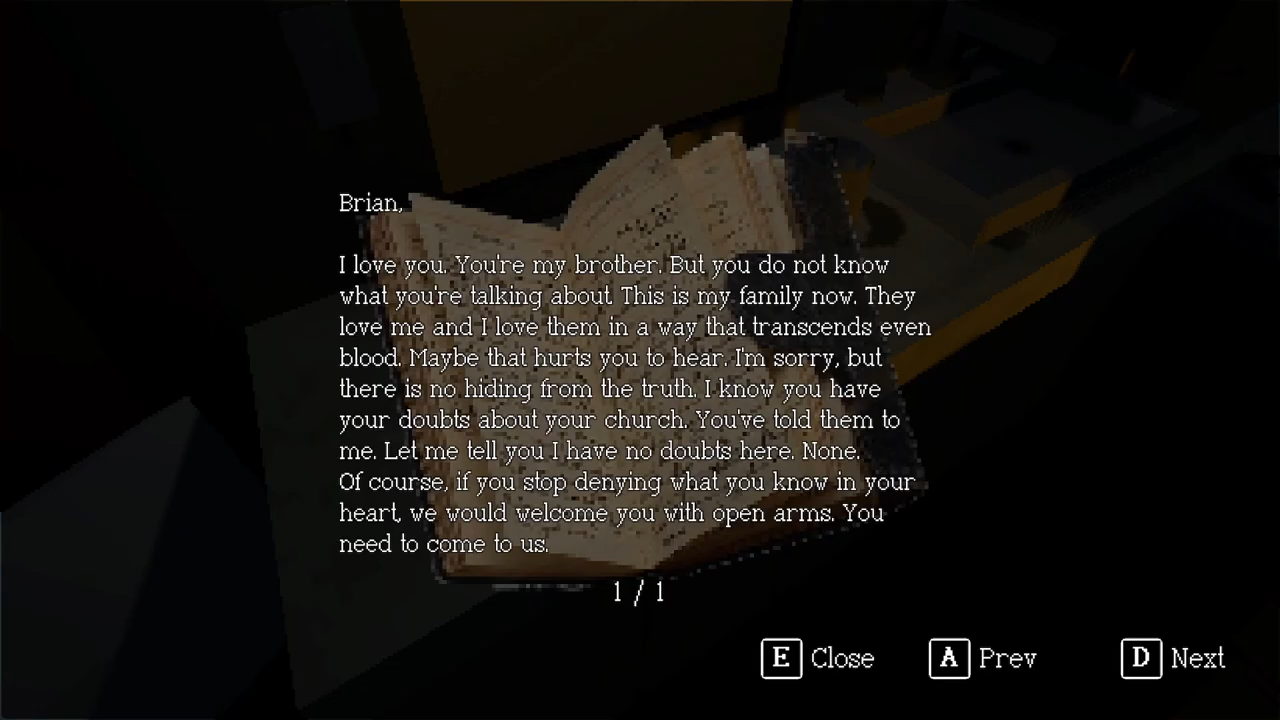 Brian,
I love you. You're my brother. But you do not know
what you're talking about. This is my family now. They
love me and I love them in a way that transcends even
blood. Maybe that hurts you to hear. I'm sorry, but
there is no hiding from the truth. I know you have
your doubts about your church. You've told them to
me. Let me tell you I have no doubts here. None.
Of course, if you stop denying what you know in your
heart, we would welcome you with open arms. You
need to come to us.
1 / 1
E Close A Prev D Next